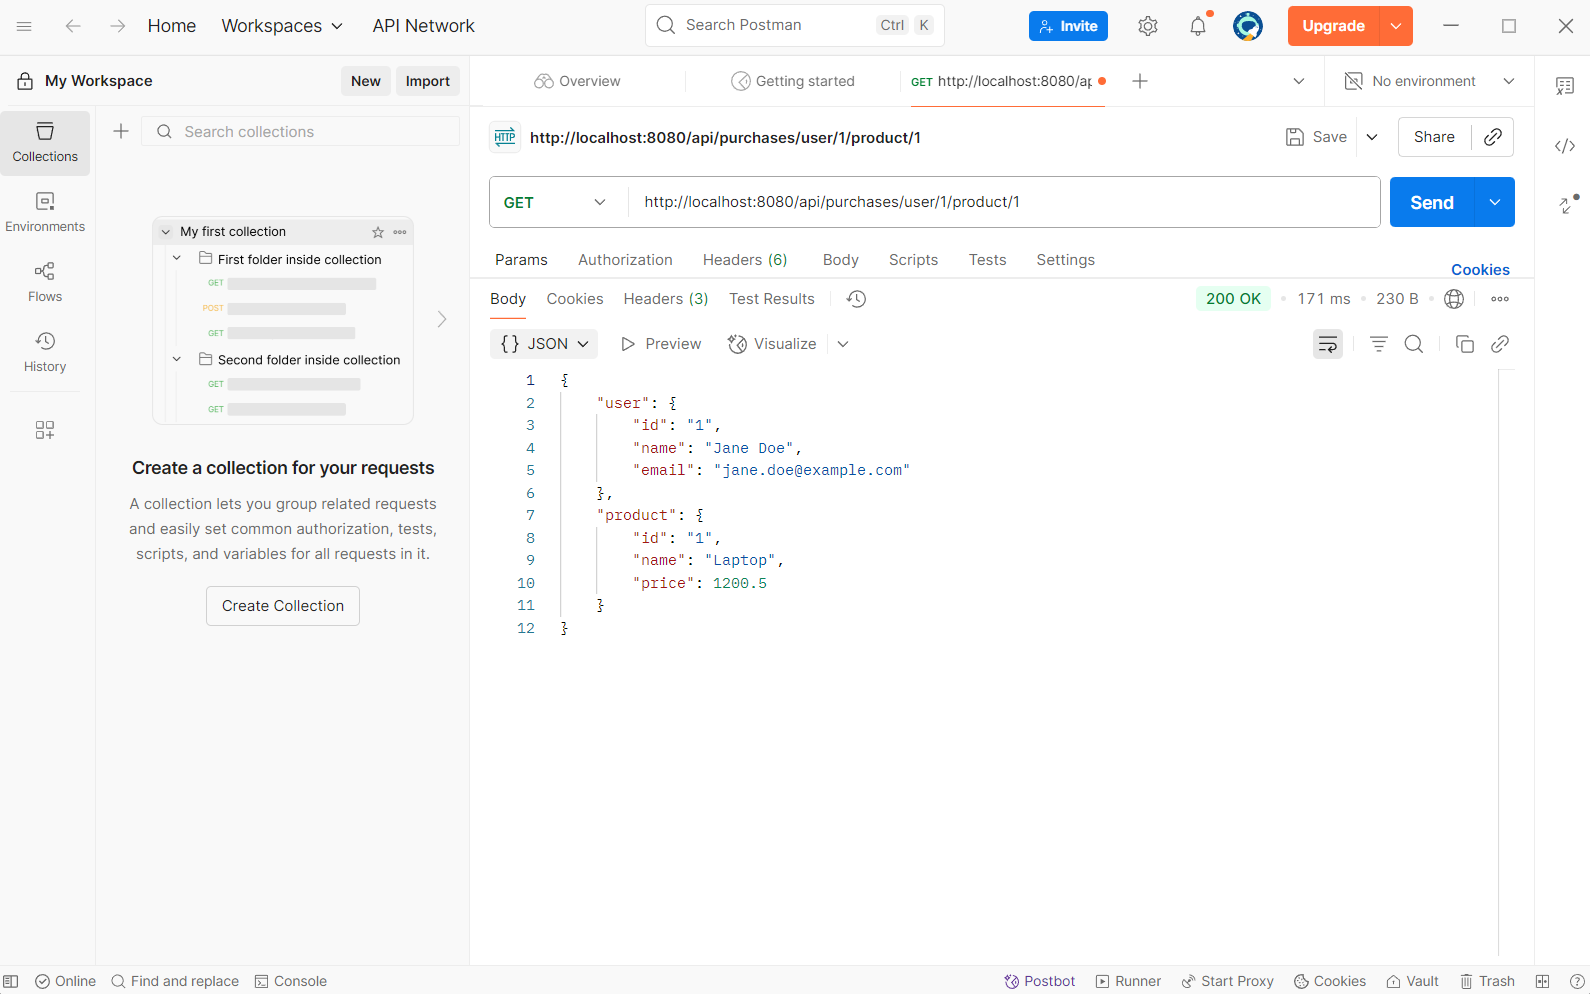 Home Workspaces API Network Search Postman Ctrl K Invite Upgrade
My Workspace New Import
Overview Getting started GET http://localhost:8080/ap No environment
Collections
Environments
Flows
History
Search collections
My first collection
First folder inside collection
GET
POST
GET
Second folder inside collection
GET
GET
Create a collection for your requests
A collection lets you group related requests
and easily set common authorization, tests,
scripts, and variables for all requests in it.
Create Collection
HTTP http://localhost:8080/api/purchases/user/1/product/1 Save Share
GET http://localhost:8080/api/purchases/user/1/product/1 Send
Params Authorization Headers (6) Body Scripts Tests Settings
Cookies
Body Cookies Headers (3) Test Results 200 OK 171 ms 230 B
{} JSON Preview Visualize
1 {
2 "user": {
3 "id": "1",
4 "name": "Jane Doe",
5 "email": "jane.doe@example.com"
6 },
7 "product": {
8 "id": "1",
9 "name": "Laptop",
10 "price": 1200.5
11 }
12 }
Online Find and replace Console Postbot Runner Start Proxy Cookies Vault Trash